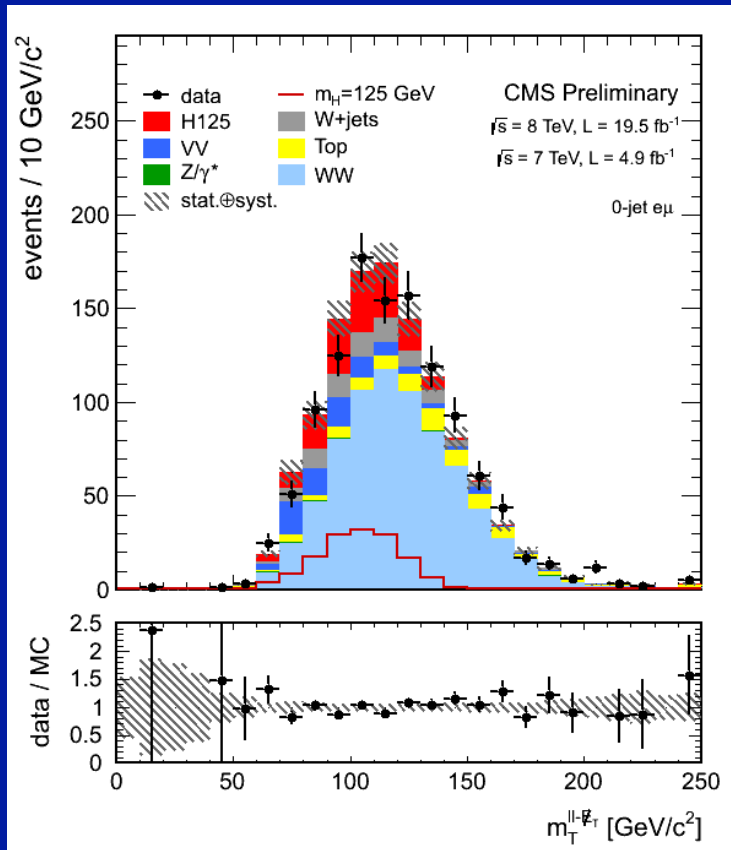 events / 10 GeV/c²
250
200
150
100
50
0
data
H125
VV
Z/γ*
stat.⊕syst.
m_H=125 GeV
W+jets
Top
WW
CMS Preliminary
√s = 8 TeV, L = 19.5 fb⁻¹
√s = 7 TeV, L = 4.9 fb⁻¹
0-jet eμ
data / MC
2.5
2
1.5
1
0.5
0
0 50 100 150 200 250
m_T^{ll-E̸_T} [GeV/c²]